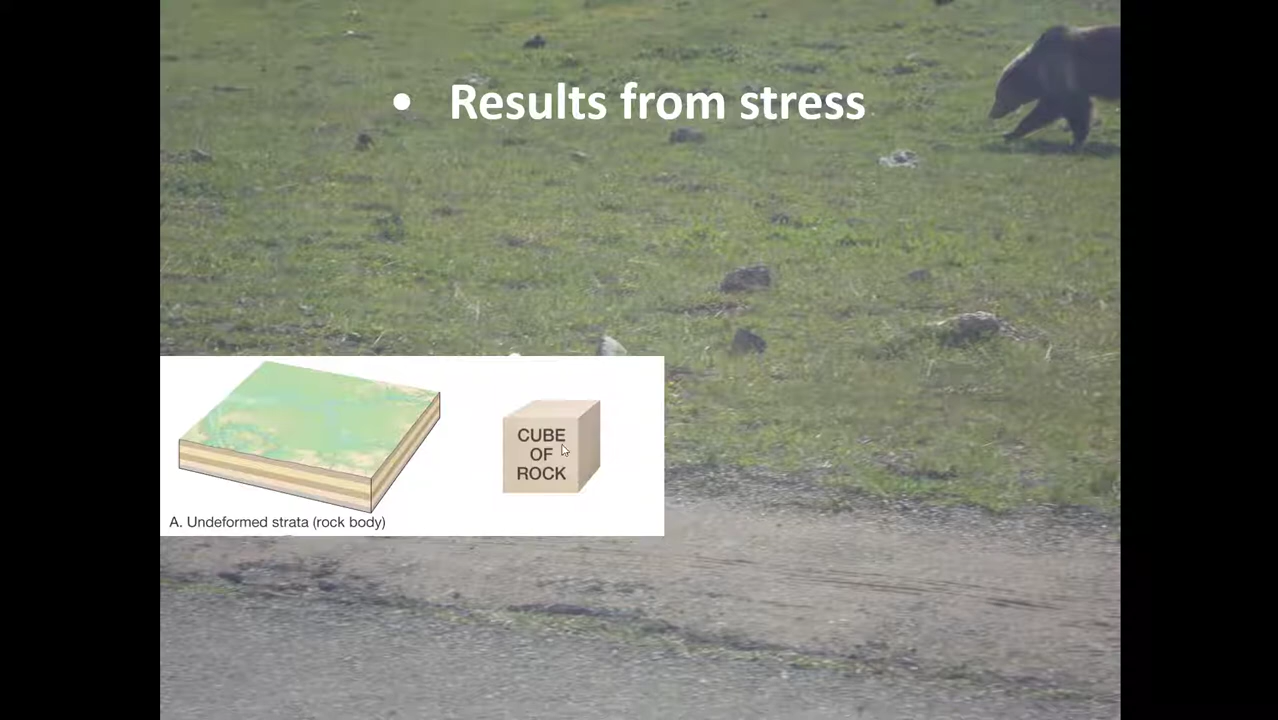 • Results from stress
CUBE
OF
ROCK
A. Undeformed strata (rock body)